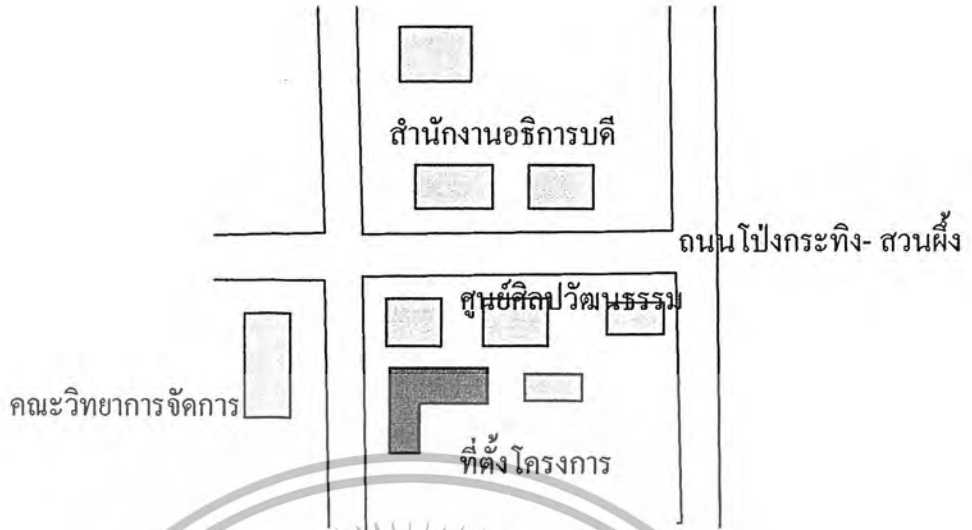 สำนักงานอธิการบดี
ถนนโป่งกระทิง- สวนผึ้ง
ศูนย์ศิลปวัฒนธรรม
คณะวิทยาการจัดการ
ที่ตั้งโครงการ